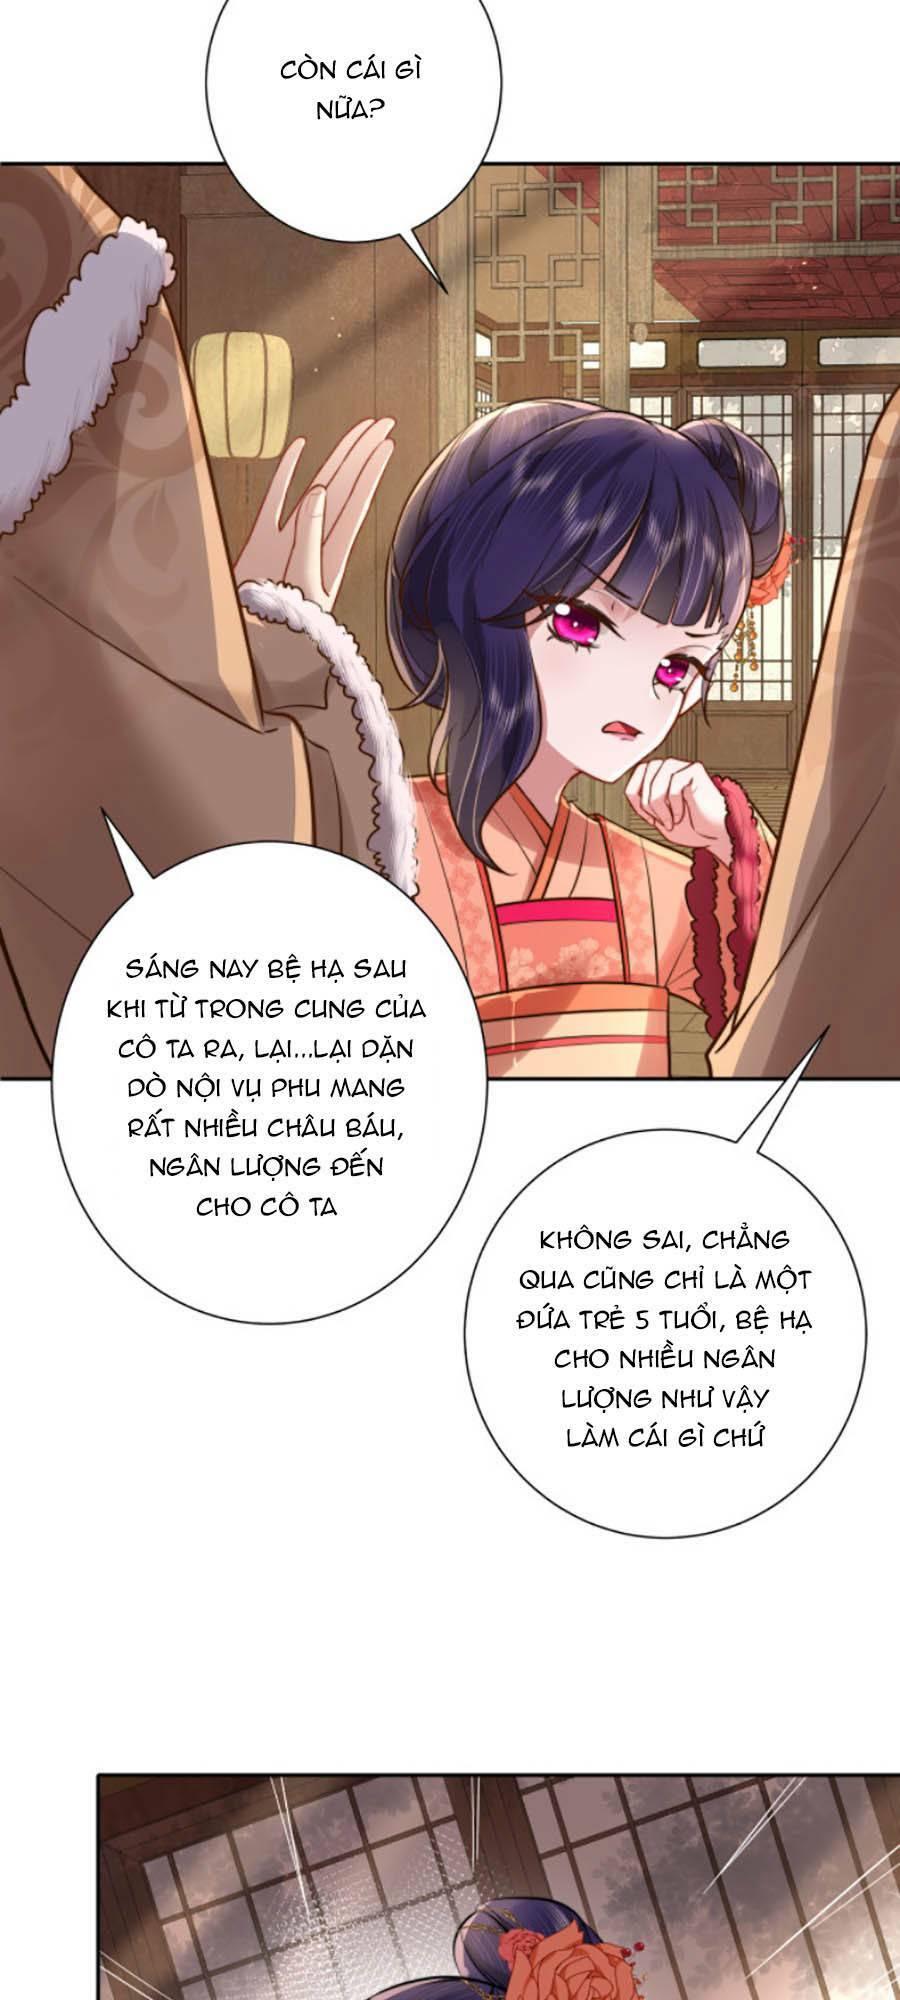 CÒN CÁI GÌ
NỮA?
SÁNG NAY BỆ HẠ SAU
KHI TỪ TRONG CUNG CỦA
CÔ TA RA, LẠI...LẠI DẶN
DÒ NỘI VỤ PHU MANG
RẤT NHIỀU CHÂU BÁU,
NGÂN LƯỢNG ĐẾN
CHO CÔ TA
KHÔNG SAI, CHẲNG
QUA CŨNG CHỈ LÀ MỘT
ĐỨA TRẺ 5 TUỔI, BỆ HẠ
CHO NHIỀU NGÂN
LƯỢNG NHƯ VẬY
LÀM CÁI GÌ CHỨ